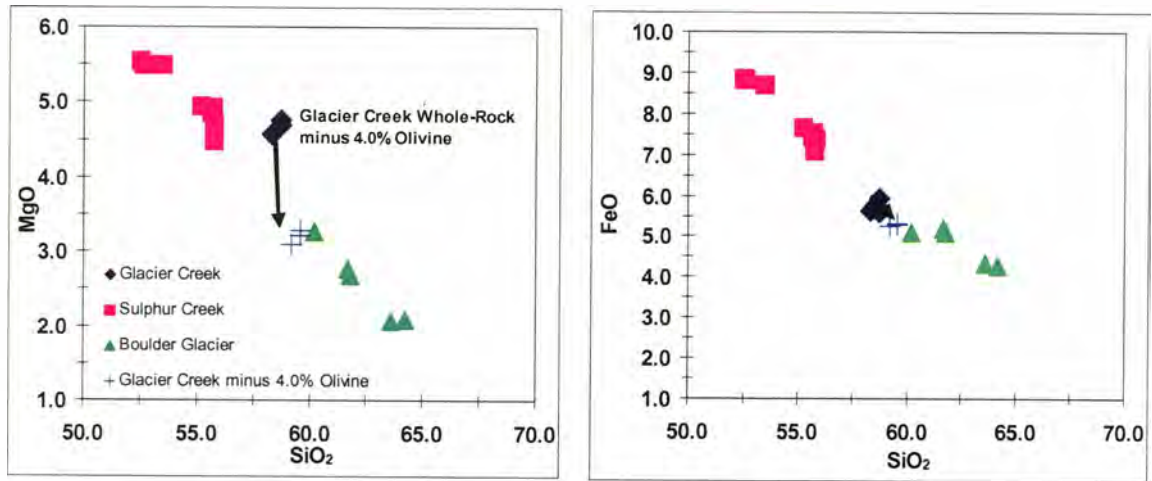 6.0
5.0
4.0
3.0
2.0
1.0
MgO
Glacier Creek Whole-Rock
minus 4.0% Olivine
Glacier Creek
Sulphur Creek
Boulder Glacier
Glacier Creek minus 4.0% Olivine
50.0 55.0 60.0 65.0 70.0
SiO₂
10.0
9.0
8.0
7.0
6.0
5.0
4.0
3.0
2.0
1.0
FeO
50.0 55.0 60.0 65.0 70.0
SiO₂